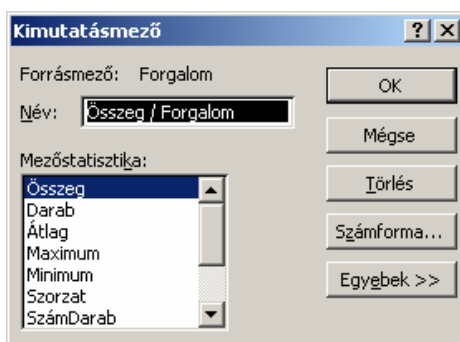 Kimutatásmező
Forrásmező: Forgalom
Név: Összeg / Forgalom
Mezőstatisztika:
Összeg
Darab
Átlag
Maximum
Minimum
Szorzat
SzámDarab
OK
Mégse
Törlés
Számforma...
Egyebek >>